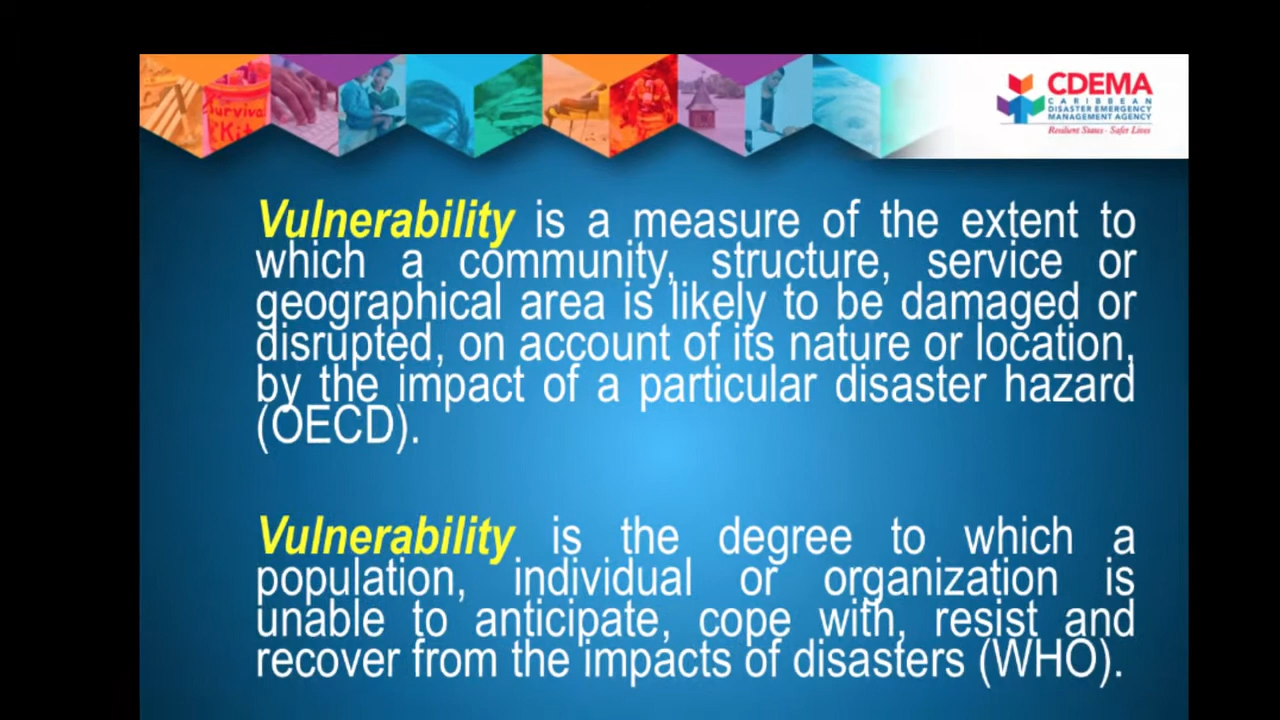 Survival
Kit
CDEMA
CARIBBEAN
DISASTER EMERGENCY
MANAGEMENT AGENCY
Resilient States - Safer Lives
Vulnerability is a measure of the extent to
which a community, structure, service or
geographical area is likely to be damaged or
disrupted, on account of its nature or location,
by the impact of a particular disaster hazard
(OECD).
Vulnerability is the degree to which a
population, individual or organization is
unable to anticipate, cope with, resist and
recover from the impacts of disasters (WHO).